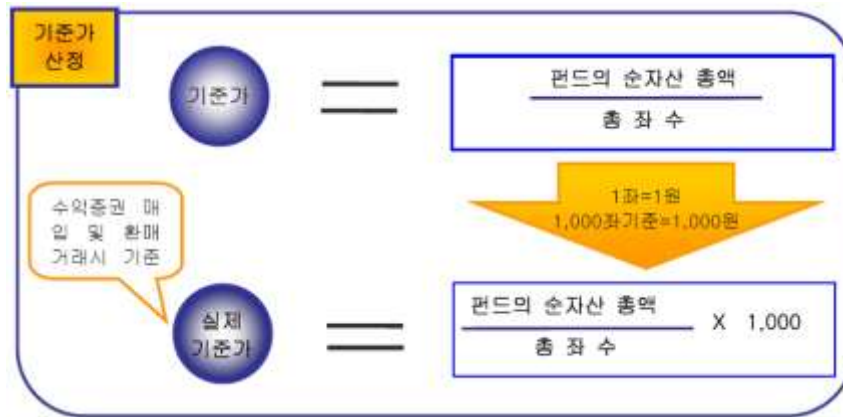 기준가
산정
기준가
펀드의 순자산 총액
총 좌 수
1좌=1원
1,000좌기준=1,000원
수익증권 매
입 및 환매
거래시 기준
실제
기준가
펀드의 순자산 총액
총 좌 수
X 1,000